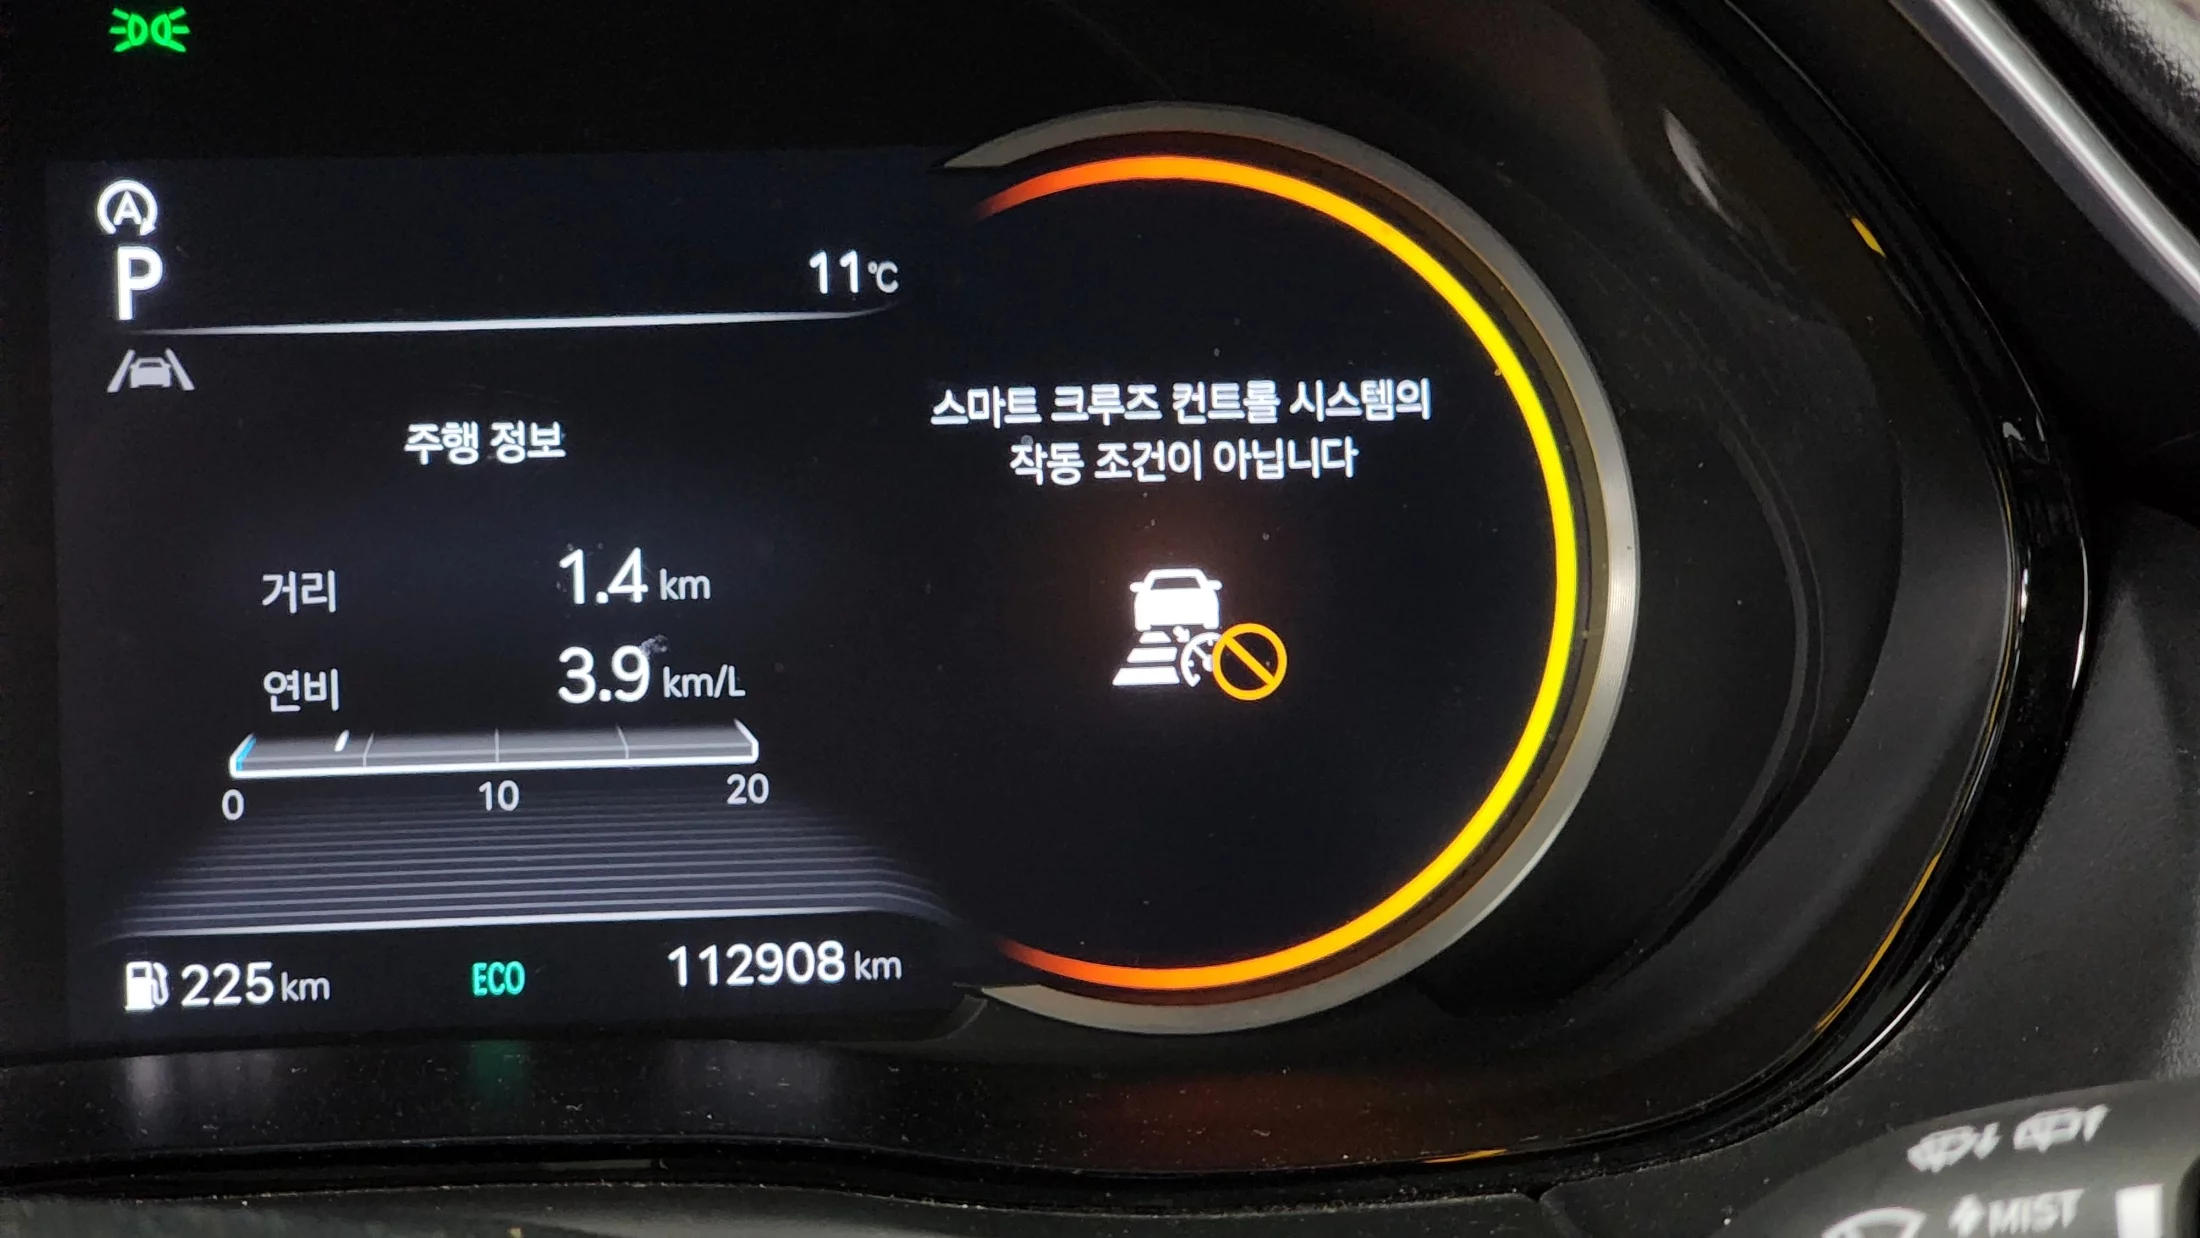 A
P
11℃
스마트 크루즈 컨트롤 시스템의
작동 조건이 아닙니다
주행 정보
거리 1.4 km
연비 3.9 km/L
0 10 20
225 km ECO 112908 km
MIST